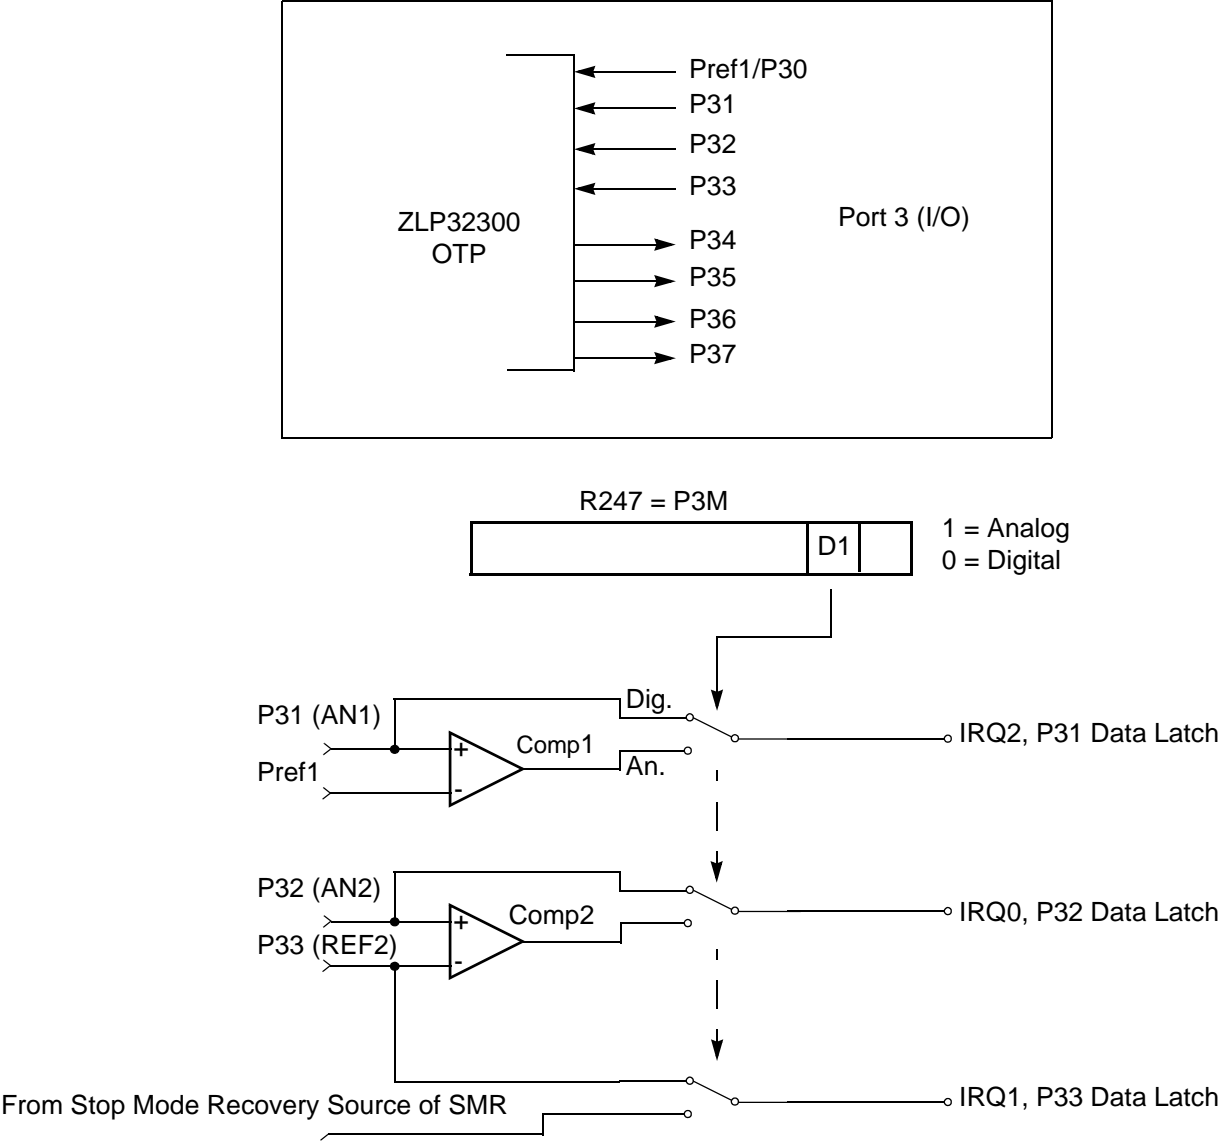 Pref1/P30
P31
P32
P33
ZLP32300
OTP
Port 3 (I/O)
P34
P35
P36
P37
R247 = P3M
D1
1 = Analog
0 = Digital
Dig.
P31 (AN1)
+
Comp1
IRQ2, P31 Data Latch
Pref1
-
An.
P32 (AN2)
+
Comp2
IRQ0, P32 Data Latch
P33 (REF2)
-
From Stop Mode Recovery Source of SMR
IRQ1, P33 Data Latch